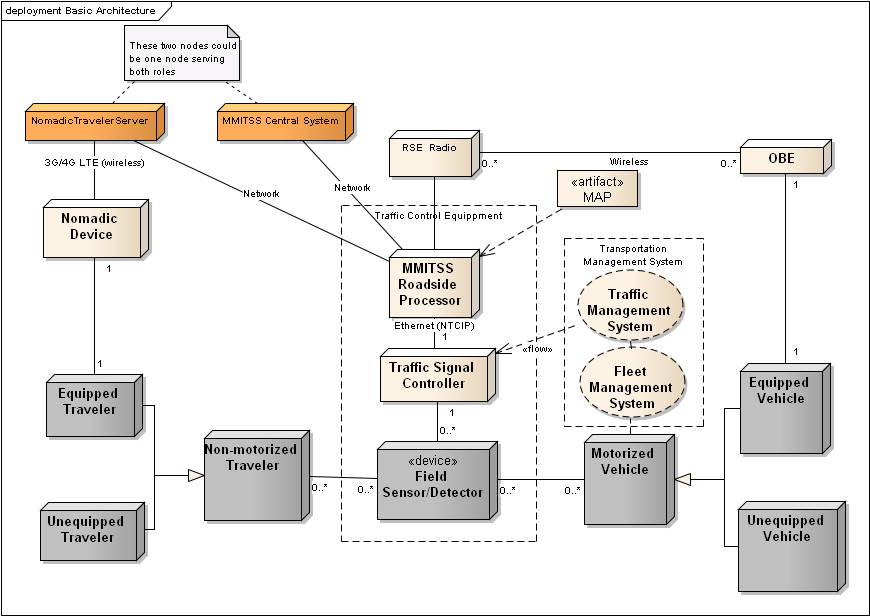 deployment Basic Architecture
These two nodes could
be one node serving
both roles
NomadicTravelerServer
MMITSS Central System
RSE Radio
OBE
0..*
Wireless
0..*
3G/4G LTE (wireless)
«artifact»
MAP
1
Network
Network
Nomadic
Device
Traffic Control Equippment
Transportation
Management System
1
MMITSS
Roadside
Processor
Traffic
Management
System
Ethernet (NTCIP)
1
«flow»
1
Traffic Signal
Controller
Fleet
Management
System
1
Equipped
Traveler
Equipped
Vehicle
1
0..*
Non-motorized
Traveler
«device»
Field
Sensor/Detector
Motorized
Vehicle
0..*
0..*
0..*
0..*
Unequipped
Traveler
Unequipped
Vehicle